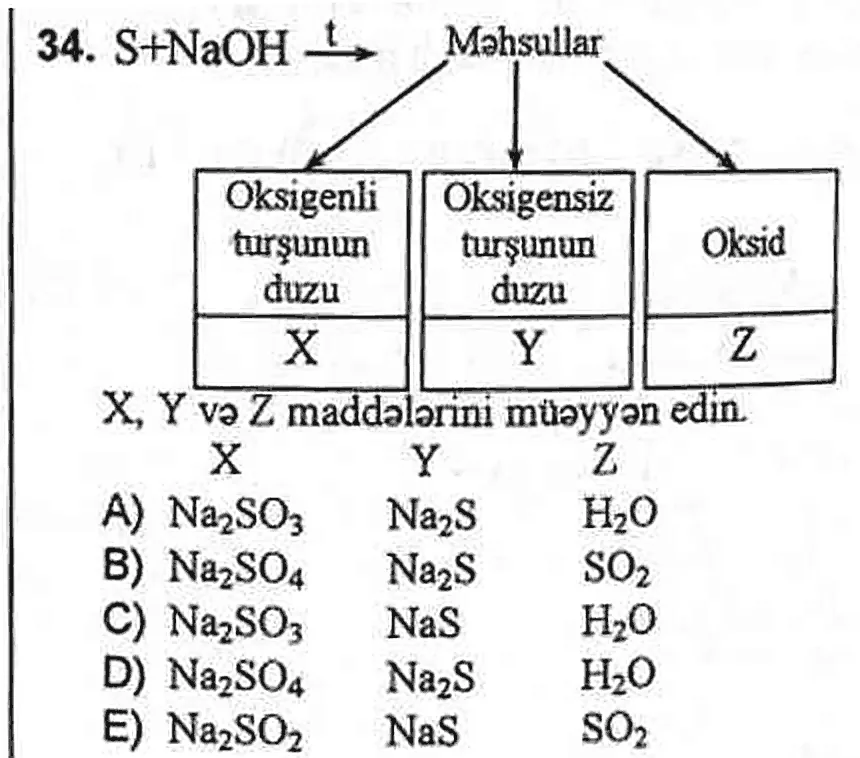 34. S+NaOH t→ Məhsullar
Oksigenli turşunun duzu
Oksigensiz turşunun duzu
Oksid
X Y Z
X, Y və Z maddələrini müəyyən edin.
X Y Z
A) Na₂SO₃ Na₂S H₂O
B) Na₂SO₄ Na₂S SO₂
C) Na₂SO₃ NaS H₂O
D) Na₂SO₄ Na₂S H₂O
E) Na₂SO₂ NaS SO₂